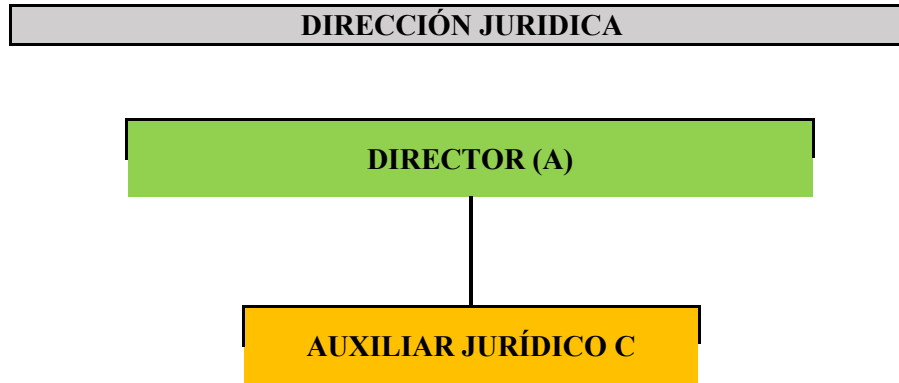 DIRECCIÓN JURIDICA
DIRECTOR (A)
AUXILIAR JURÍDICO C